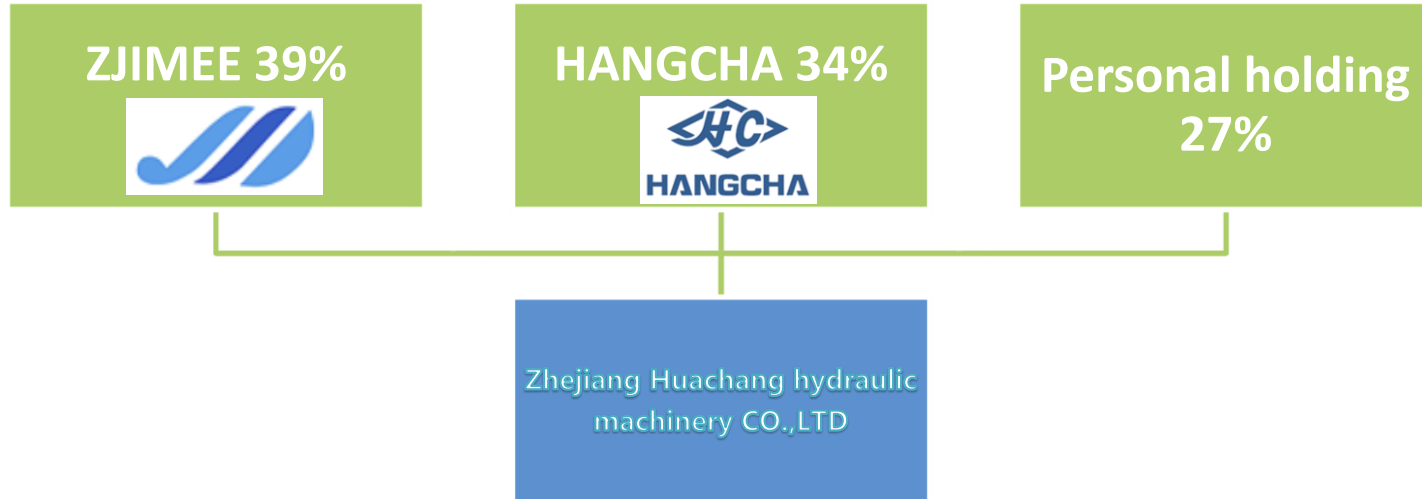 ZJIMEE 39%
HANGCHA 34%
HC
HANGCHA
Personal holding
27%
Zhejiang Huachang hydraulic
machinery CO.,LTD